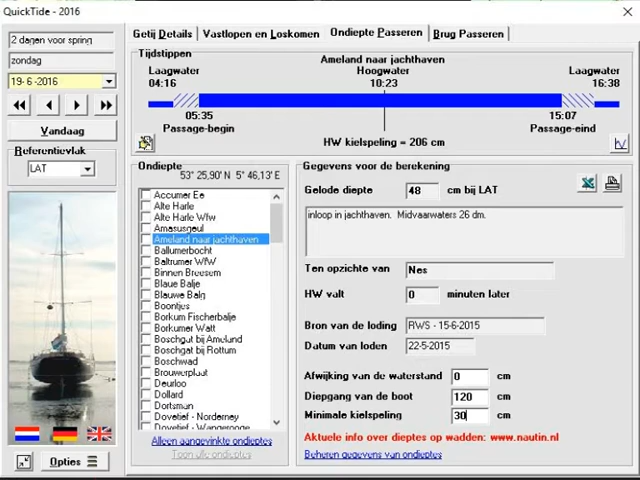 QuickTide - 2016
2 dagen voor spring
zondag
19- 6 -2016
Vandaag
Referentievlak
LAT
Opties
Getij Details
Vastlopen en Loskomen
Ondiepte Passeren
Brug Passeren
Tijdstippen
Ameland naar jachthaven
Laagwater
Hoogwater
Laagwater
04:16
10:23
16:38
05:35
15:07
Passage-begin
Passage-eind
HW kielspeling = 206 cm
Ondiepte
53° 25,90'N 5° 46,13'E
Accumer Ee
Alte Harle
Alte Harle Wfw
Amasusgeul
Ameland naar jachthaven
Ballumerbocht
Baltrumer WfW
Binnen Breesem
Blaue Balje
Blauwe Balg
Boontjes
Borkum Fischerbalje
Borkumer Watt
Boschgat bij Ameland
Boschgat bij Rottum
Boschwad
Brouwerplaat
Deurloo
Dollard
Dortsman
Dovetief - Norderney
Dovetief - Wangerooge
Alleen aangevinkte ondieptes
Toon alle ondieptes
Gegevens voor de berekening
Gelode diepte 48 cm bij LAT
inloop in jachthaven. Midvaarwaters 26 dm.
Ten opzichte van Nes
HW valt 0 minuten later
Bron van de loding RWS - 15-6-2015
Datum van loden 22-5-2015
Afwijking van de waterstand 0 cm
Diepgang van de boot 120 cm
Minimale kielspeling 30 cm
Aktuele info over dieptes op wadden: www.nautin.nl
Beheren gegevens van ondieptes